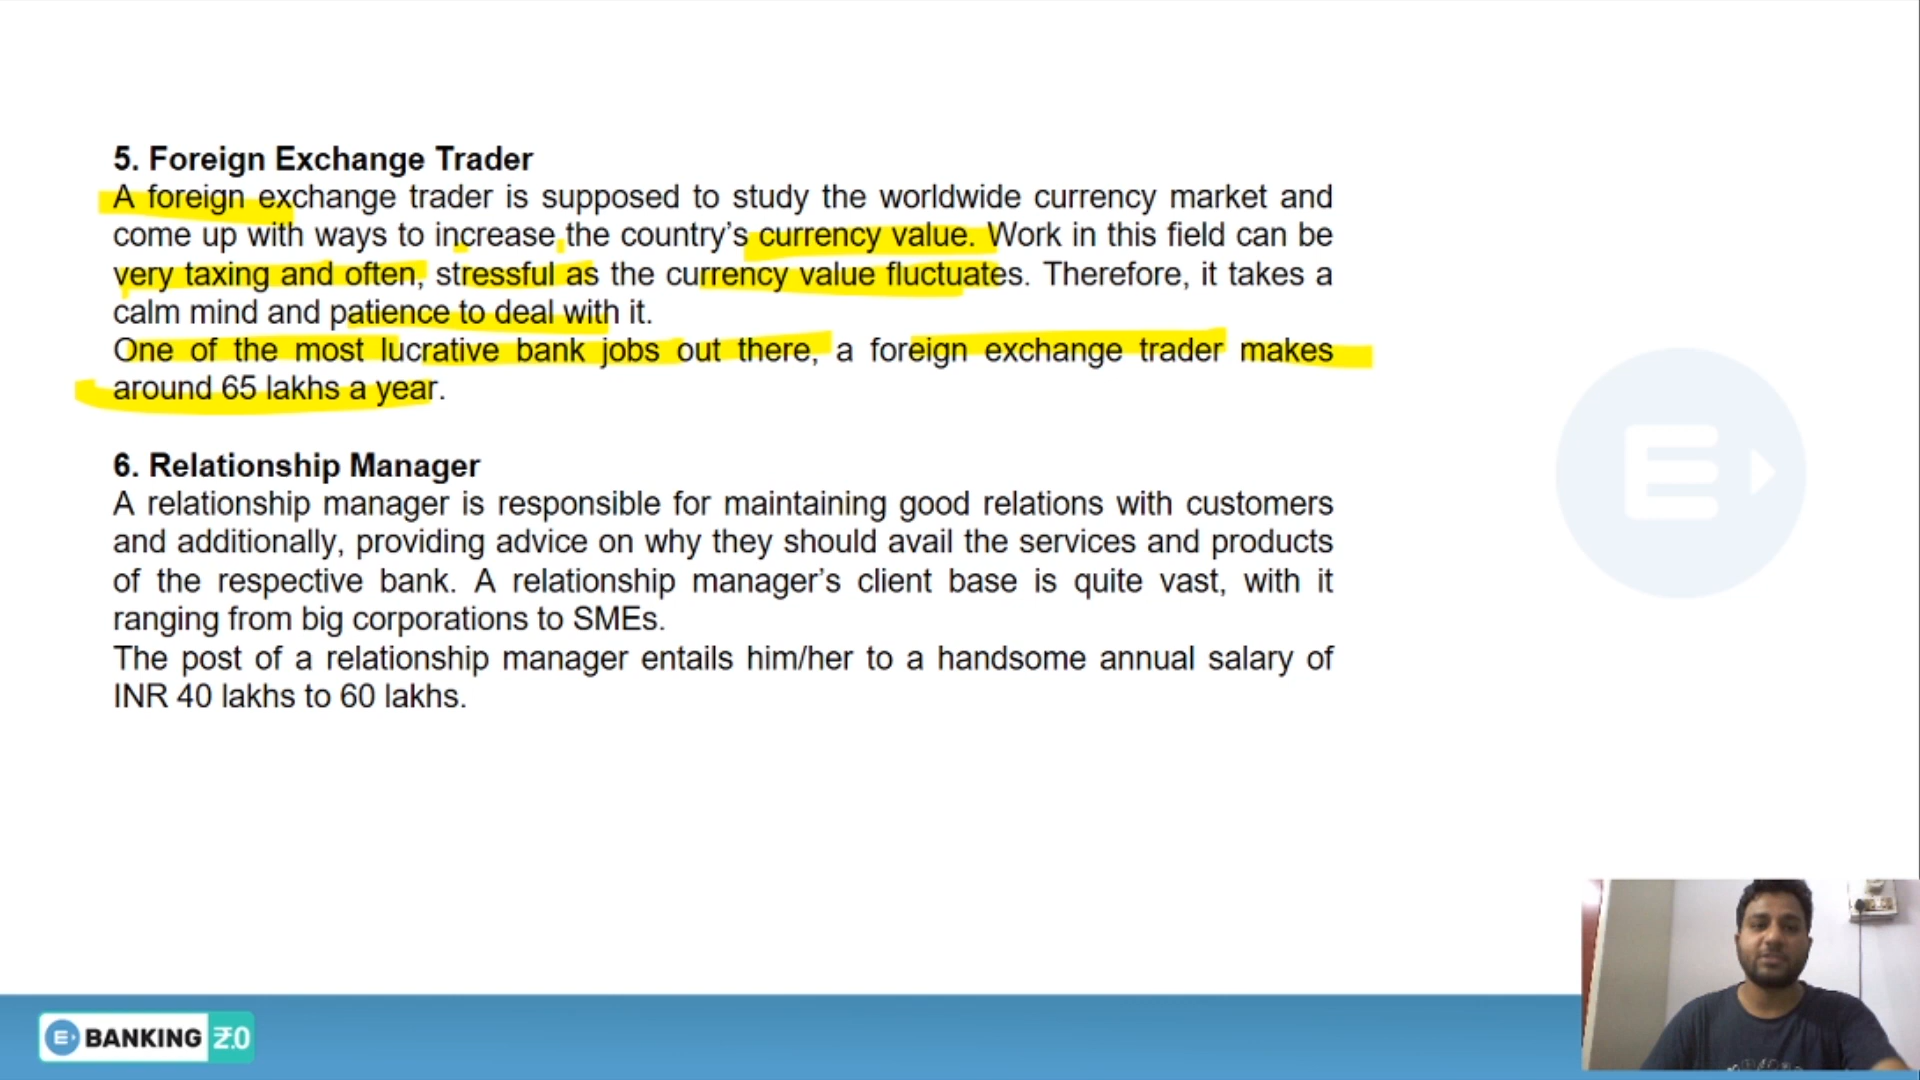 5. Foreign Exchange Trader
A foreign exchange trader is supposed to study the worldwide currency market and
come up with ways to increase the country’s currency value. Work in this field can be
very taxing and often, stressful as the currency value fluctuates. Therefore, it takes a
calm mind and patience to deal with it.
One of the most lucrative bank jobs out there, a foreign exchange trader makes
around 65 lakhs a year.
6. Relationship Manager
A relationship manager is responsible for maintaining good relations with customers
and additionally, providing advice on why they should avail the services and products
of the respective bank. A relationship manager’s client base is quite vast, with it
ranging from big corporations to SMEs.
The post of a relationship manager entails him/her to a handsome annual salary of
INR 40 lakhs to 60 lakhs.
E
E BANKING ₹.0